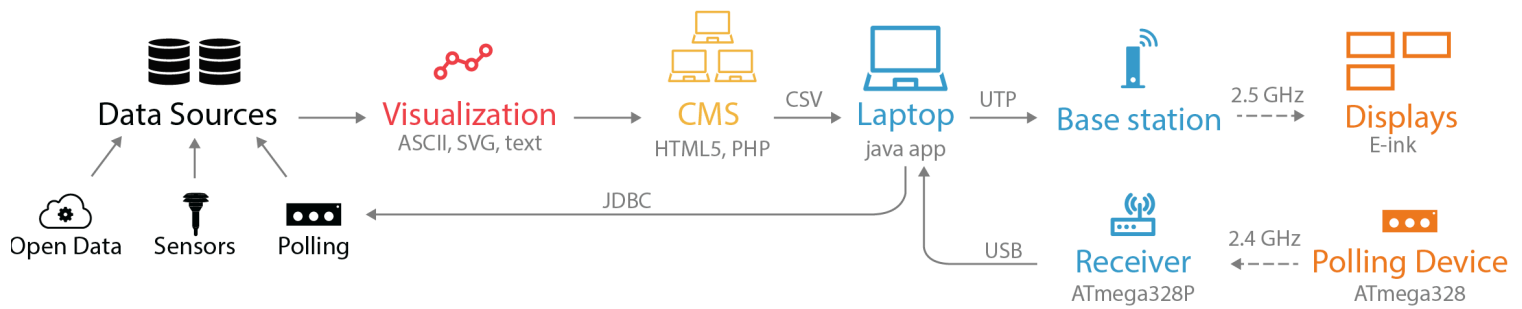 Data Sources
Visualization
ASCII, SVG, text
CMS
HTML5, PHP
CSV
Laptop
java app
UTP
Base station
2.5 GHz
Displays
E-ink
Open Data
Sensors
Polling
JDBC
USB
Receiver
ATmega328P
2.4 GHz
Polling Device
ATmega328